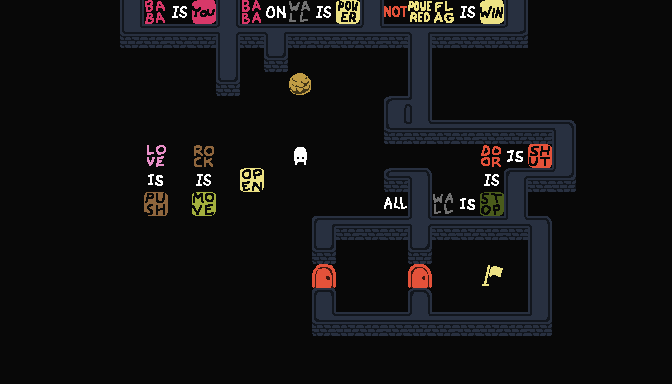 BABA IS YOU BABA ON WALL IS POWER NOT POWERED FLAG IS WIN
LOVE ROCK DOOR IS SHUT
IS IS OPEN IS
PUSH MOVE ALL WALL IS STOP